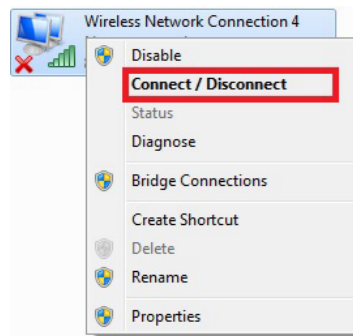 Wireless Network Connection 4
Disable
Connect / Disconnect
Status
Diagnose
Bridge Connections
Create Shortcut
Delete
Rename
Properties